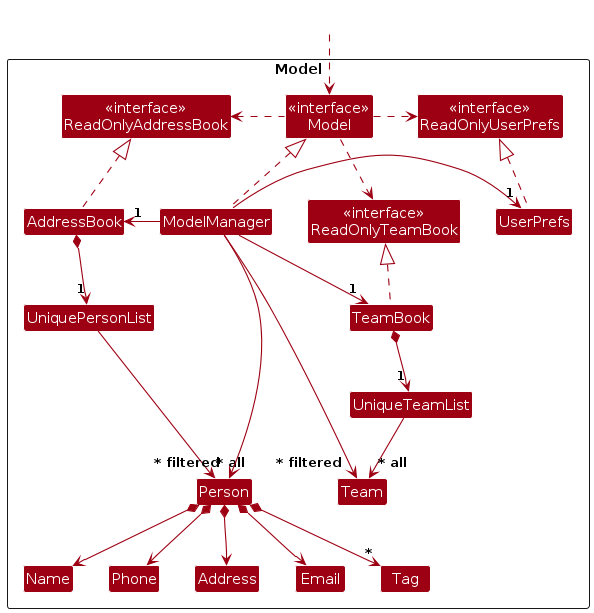 Model
«interface»
ReadOnlyAddressBook
«interface»
Model
«interface»
ReadOnlyUserPrefs
1
1
AddressBook
ModelManager
«interface»
ReadOnlyTeamBook
UserPrefs
1
1
UniquePersonList
TeamBook
1
UniqueTeamList
* filtered
* all
* filtered
* all
Person
Team
*
Name
Phone
Address
Email
Tag